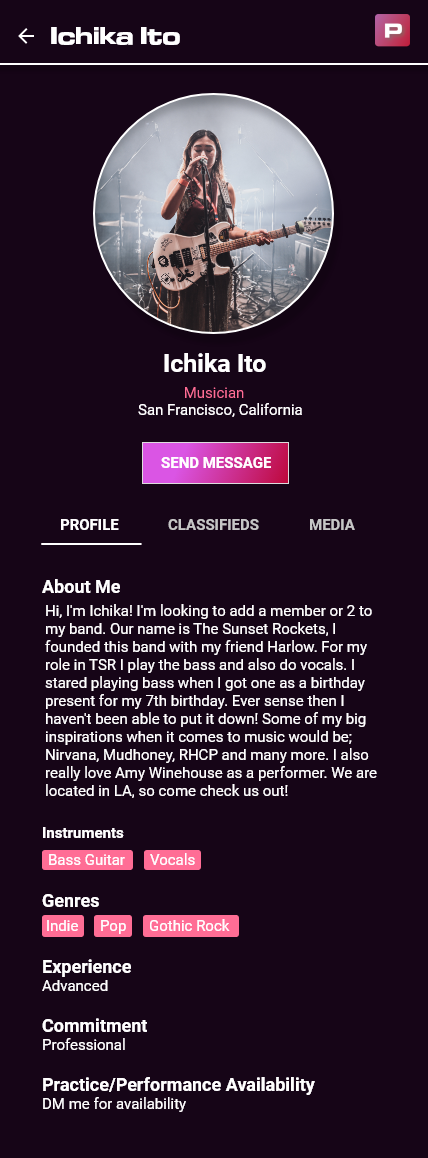 Ichika Ito
P
Ichika Ito
Musician
San Francisco, California
SEND MESSAGE
PROFILE CLASSIFIEDS MEDIA
About Me
Hi, I'm Ichika! I'm looking to add a member or 2 to
my band. Our name is The Sunset Rockets, I
founded this band with my friend Harlow. For my
role in TSR I play the bass and also do vocals. I
stared playing bass when I got one as a birthday
present for my 7th birthday. Ever sense then I
haven't been able to put it down! Some of my big
inspirations when it comes to music would be;
Nirvana, Mudhoney, RHCP and many more. I also
really love Amy Winehouse as a performer. We are
located in LA, so come check us out!
Instruments
Bass Guitar Vocals
Genres
Indie Pop Gothic Rock
Experience
Advanced
Commitment
Professional
Practice/Performance Availability
DM me for availability